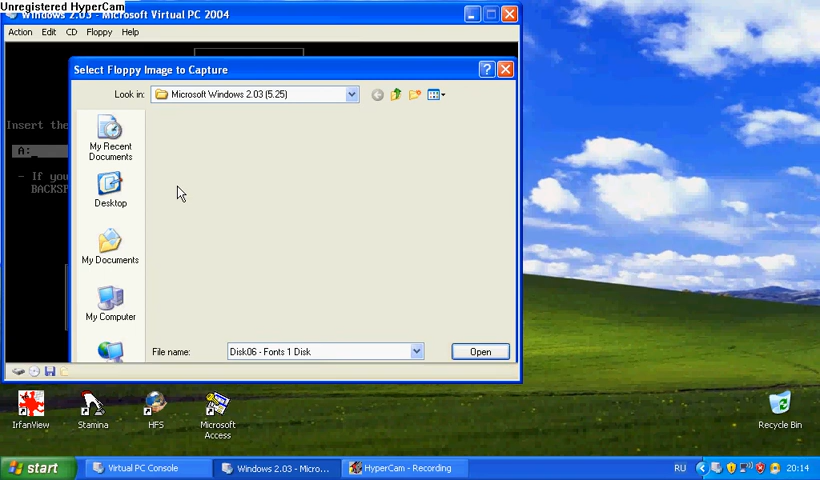 Unregistered HyperCam
Windows 2.03 - Microsoft Virtual PC 2004
Action Edit CD Floppy Help
Select Floppy Image to Capture
Look in: Microsoft Windows 2.03 (5.25)
Insert the
A:_
- If you
BACKSP
My Recent
Documents
Desktop
My Documents
My Computer
File name: Disk06 - Fonts 1 Disk Open
IrfanView Stamina HFS Microsoft
Access
Recycle Bin
start Virtual PC Console Windows 2.03 - Micro... HyperCam - Recording RU 20:14